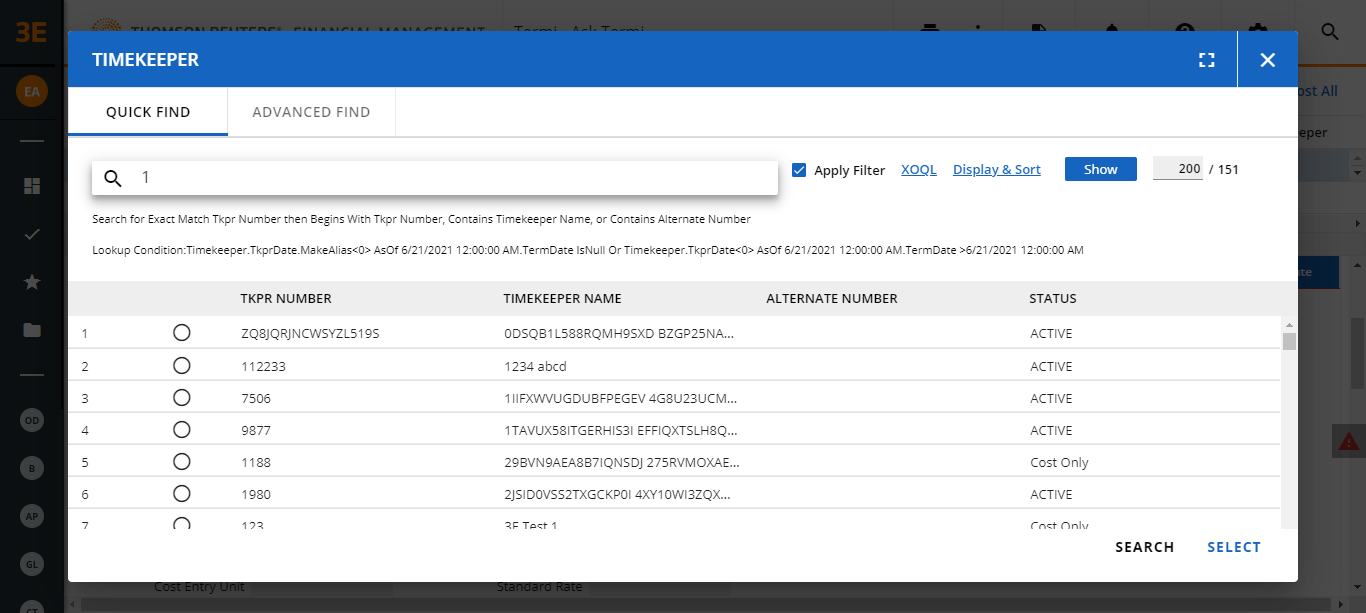 3E
THOMSON REUTERS® FINANCIAL MANAGEMENT
Termi - Ask Termi
TIMEKEEPER
EA
QUICK FIND
ADVANCED FIND
ost All
eeper
1
Apply Filter
XOQL
Display & Sort
Show
200 / 151
Search for Exact Match Tkpr Number then Begins With Tkpr Number, Contains Timekeeper Name, or Contains Alternate Number
Lookup Condition:Timekeeper.TkprDate.MakeAlias<0> AsOf 6/21/2021 12:00:00 AM.TermDate IsNull Or Timekeeper.TkprDate<0> AsOf 6/21/2021 12:00:00 AM.TermDate >6/21/2021 12:00:00 AM
ate
TKPR NUMBER TIMEKEEPER NAME ALTERNATE NUMBER STATUS
1 ZQ8JQRJNCWSYZL519S 0DSQB1L588RQMH9SXD BZGP25NA... ACTIVE
2 112233 1234 abcd ACTIVE
3 7506 1IIFXWVUGDUBFPEGEV 4G8U23UCM... ACTIVE
4 9877 1TAVUX58ITGERHIS3I EFFIQXTSLH8Q... ACTIVE
5 1188 29BVN9AEA8B7IQNSDJ 275RVMOXAE... Cost Only
6 1980 2JSID0VSS2TXGCKP0I 4XY10WI3ZQX... ACTIVE
7 123 3E Test 1 Cost Only
OD
B
AP
GL
CT
SEARCH
SELECT
Cost Entry Unit
Standard Rate